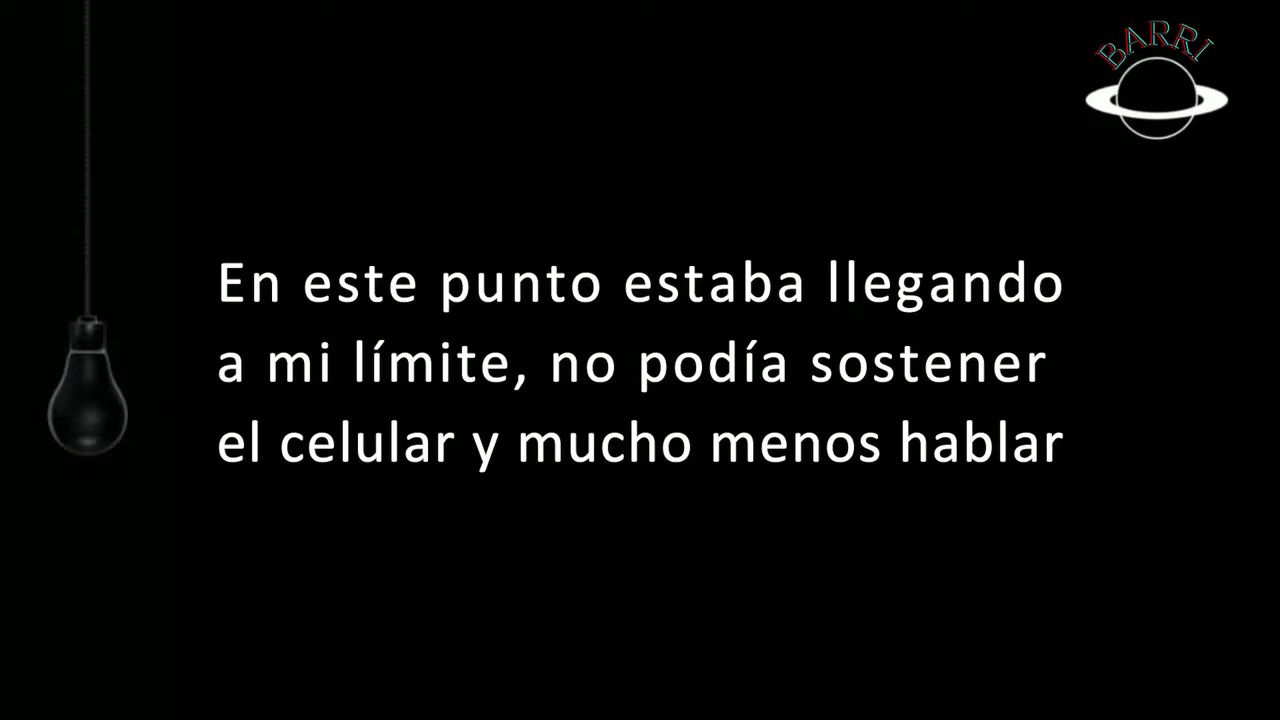 BARRI
En este punto estaba llegando
a mi límite, no podía sostener
el celular y mucho menos hablar